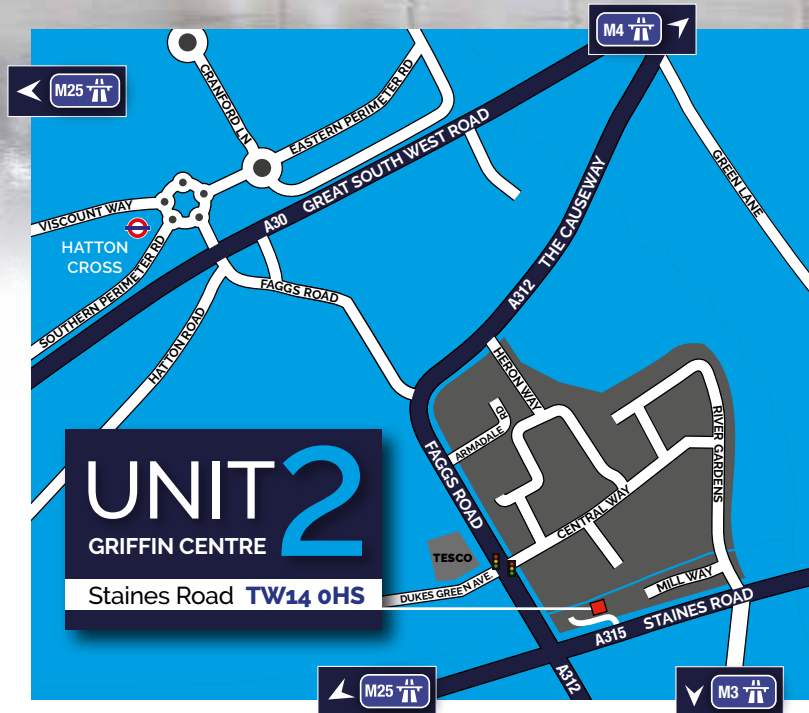 M4
M25
CRANFORD LN
EASTERN PERIMETER RD
A30 GREAT SOUTH WEST ROAD
GREEN LANE
VISCOUNT WAY
HATTON
CROSS
SOUTHERN PERIMETER RD
A312 THE CAUSEWAY
FAGGS ROAD
HATTON ROAD
HERON WAY
ARMADALE
RD
RIVER GARDENS
FAGGS ROAD
UNIT 2
GRIFFIN CENTRE
Staines Road TW14 0HS
CENTRAL WAY
TESCO
DUKES GREEN AVE.
MILL WAY
A315 STAINES ROAD
A312
M25
M3